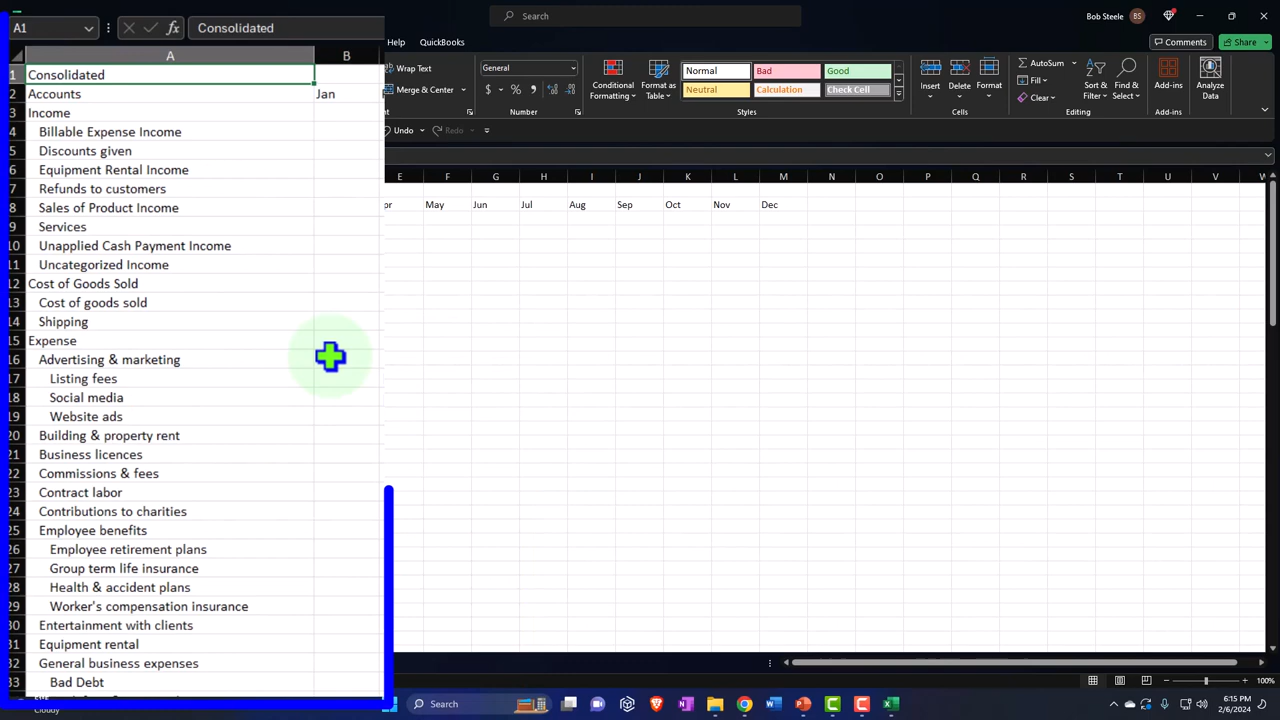 A1 fx Consolidated
Search
Bob Steele BS
Help QuickBooks
Comments Share
Wrap Text General Normal Bad Good AutoSum
Merge & Center $ % Neutral Calculation Check Cell Fill Clear
Conditional Formatting Format as Table Insert Delete Format Sort & Filter Find & Select Add-ins Analyze Data
Number Styles Cells Editing Add-ins
Undo Redo
A B
E F G H I J K L M N O P Q R S T U V W
1 Consolidated
2 Accounts Jan
May Jun Jul Aug Sep Oct Nov Dec
3 Income
4 Billable Expense Income
5 Discounts given
6 Equipment Rental Income
7 Refunds to customers
8 Sales of Product Income
9 Services
10 Unapplied Cash Payment Income
11 Uncategorized Income
12 Cost of Goods Sold
13 Cost of goods sold
14 Shipping
15 Expense
16 Advertising & marketing
17 Listing fees
18 Social media
19 Website ads
20 Building & property rent
21 Business licences
22 Commissions & fees
23 Contract labor
24 Contributions to charities
25 Employee benefits
26 Employee retirement plans
27 Group term life insurance
28 Health & accident plans
29 Worker's compensation insurance
30 Entertainment with clients
31 Equipment rental
32 General business expenses
33 Bad Debt
100%
Cloudy
Search
6:15 PM
2/6/2024